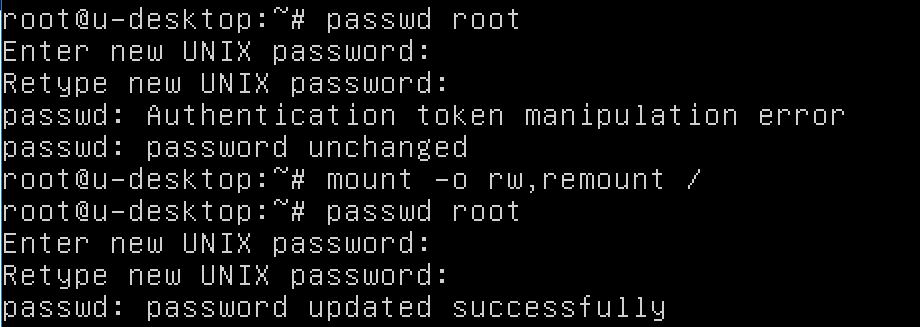 root@u-desktop:~# passwd root
Enter new UNIX password:
Retype new UNIX password:
passwd: Authentication token manipulation error
passwd: password unchanged
root@u-desktop:~# mount -o rw,remount /
root@u-desktop:~# passwd root
Enter new UNIX password:
Retype new UNIX password:
passwd: password updated successfully